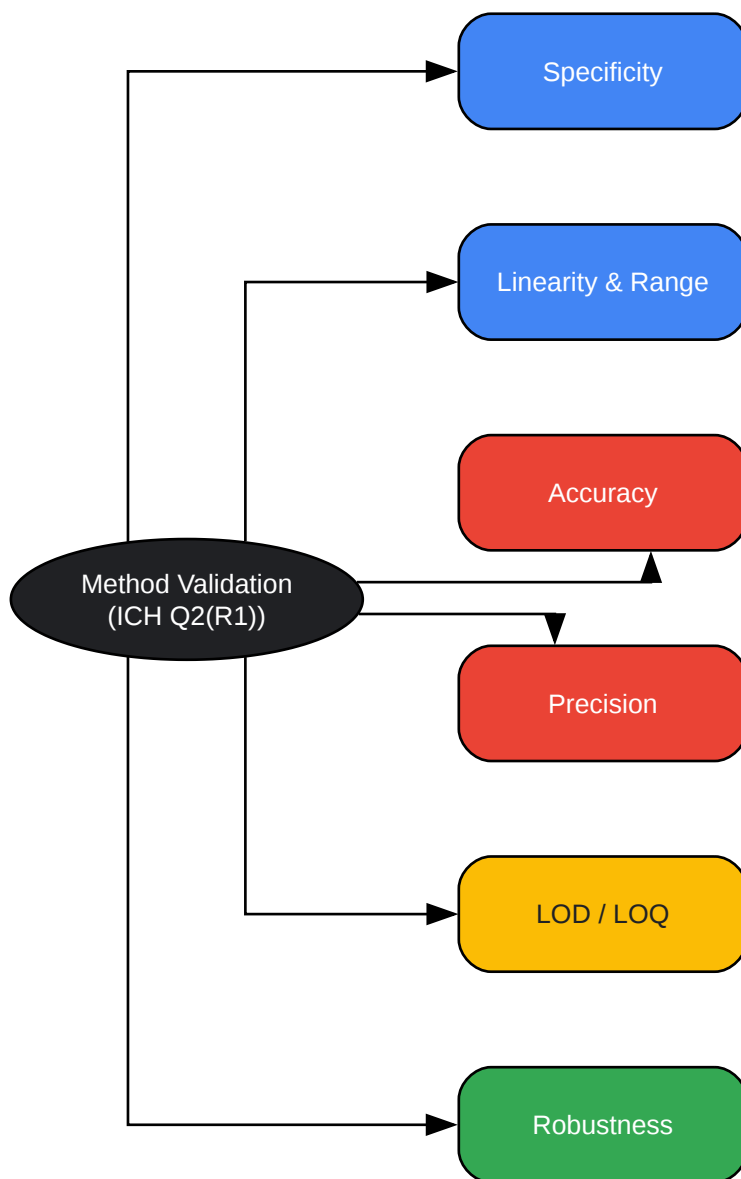 Specificity
Linearity & Range
Accuracy
Method Validation
(ICH Q2(R1))
Precision
LOD / LOQ
Robustness